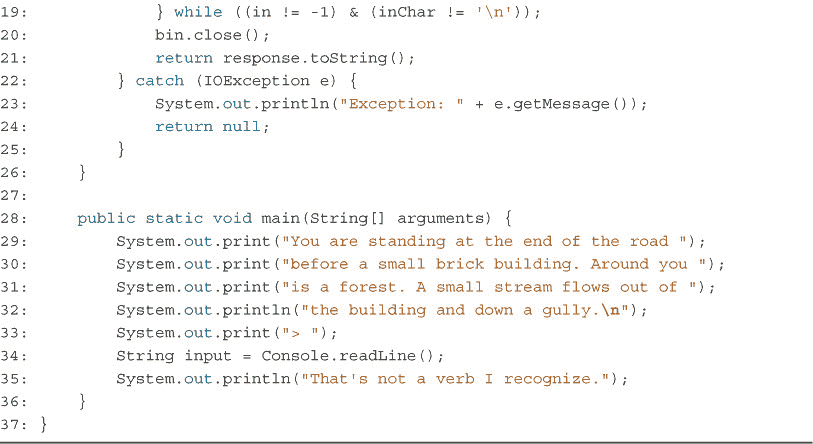 19:             } while ((in != -1) & (inChar != '\n'));
20:             bin.close();
21:             return response.toString();
22:         } catch (IOException e) {
23:             System.out.println("Exception: " + e.getMessage());
24:             return null;
25:         }
26:     }
27:
28:     public static void main(String[] arguments) {
29:         System.out.print("You are standing at the end of the road ");
30:         System.out.print("before a small brick building. Around you ");
31:         System.out.print("is a forest. A small stream flows out of ");
32:         System.out.println("the building and down a gully.\n");
33:         System.out.print("> ");
34:         String input = Console.readLine();
35:         System.out.println("That's not a verb I recognize.");
36:     }
37: }